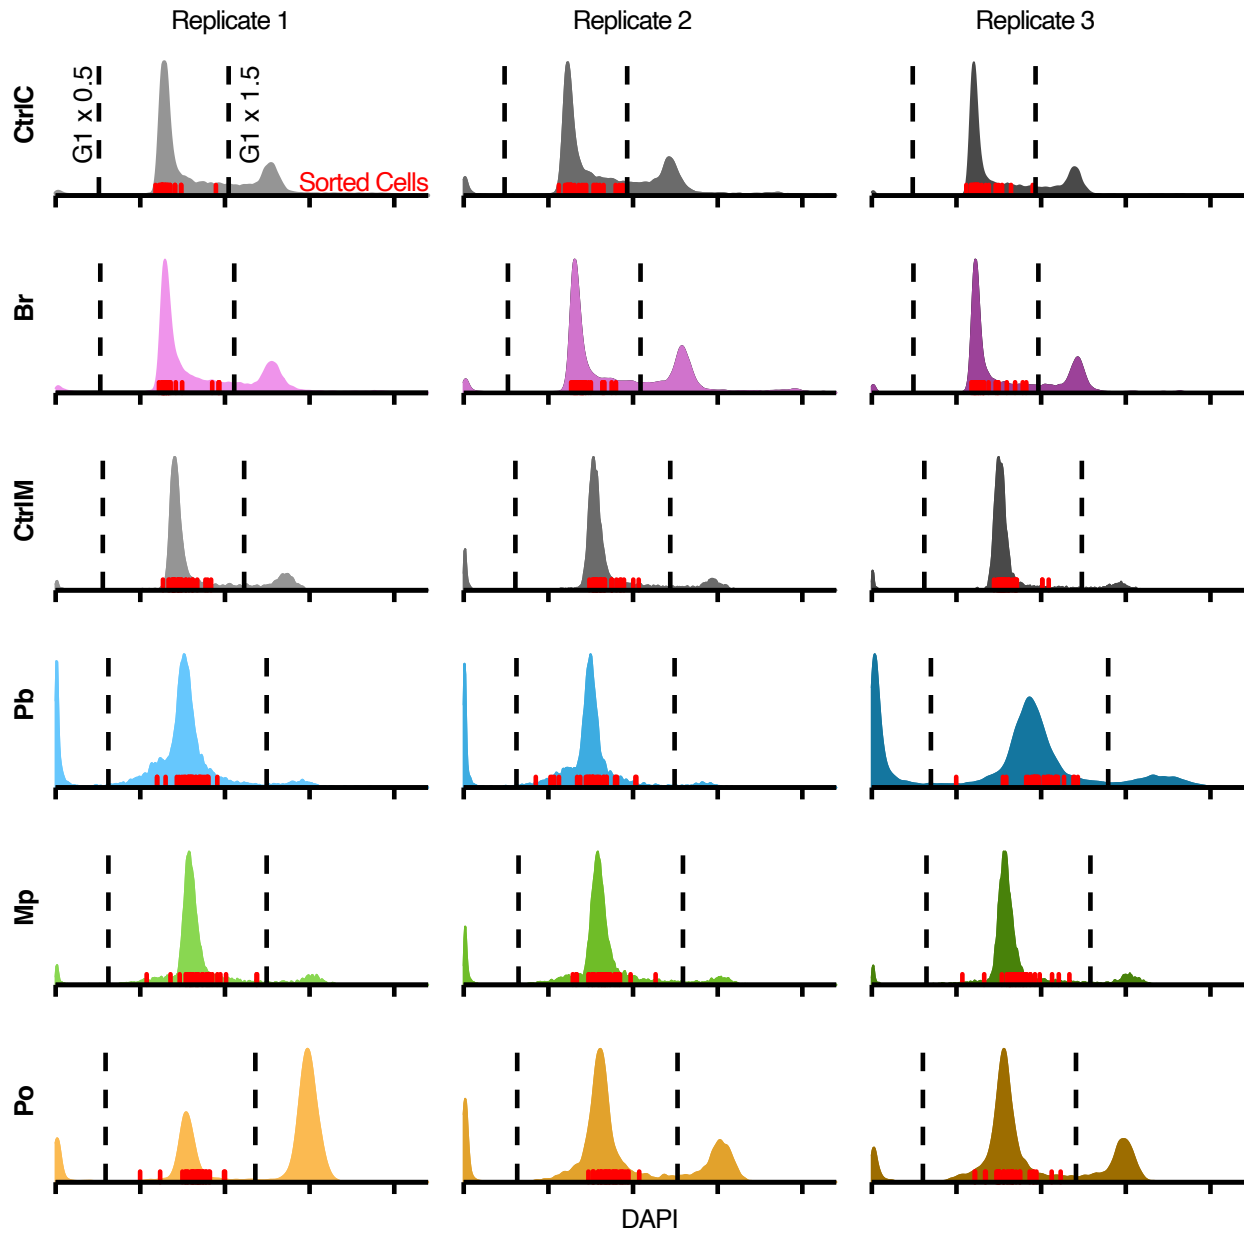 Replicate 1
Replicate 2
Replicate 3
CtrlC
G1 x 0.5
G1 x 1.5
Sorted Cells
Br
CtrlM
Pb
Mp
Po
DAPI